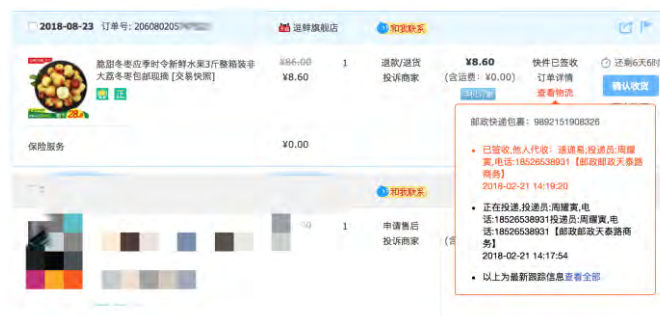 2018-08-23 订单号: 206080205
逗鲜旗舰店
和我联系
脆甜冬枣应季时令新鲜水果3斤整箱装非
大荔冬枣包邮现摘 [交易快照]
正
28
¥86.00
¥8.60
1
退款/退货
投诉商家
¥8.60
(含运费: ¥0.00)
快件已签收
订单详情
查看物流
还剩6天6时
确认收货
保险服务
¥0.00
邮政快递包裹：9892151908326
已签收,他人代收：速递易,投递员:周耀
寅,电话:18526538931【邮政邮政天泰路
商务】
2018-02-21 14:19:20
正在投递,投递员:周耀寅,电
话:18526538931投递员:周耀寅,电
话:18526538931【邮政邮政天泰路商
务】
2018-02-21 14:17:54
以上为最新跟踪信息查看全部
和我联系
1
申请售后
投诉商家